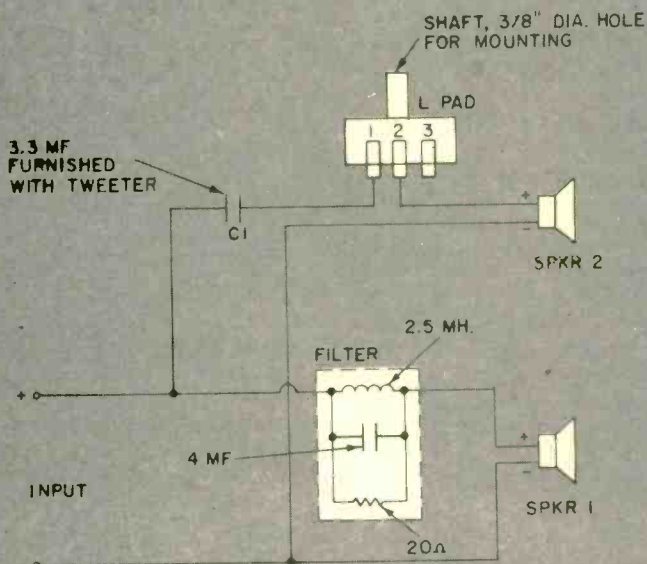 SHAFT, 3/8" DIA. HOLE
FOR MOUNTING
L PAD
1 2 3
3.3 MF
FURNISHED
WITH TWEETER
C1
+
-
SPKR 2
2.5 MH.
FILTER
+
4 MF
+
-
INPUT
SPKR 1
20Ω